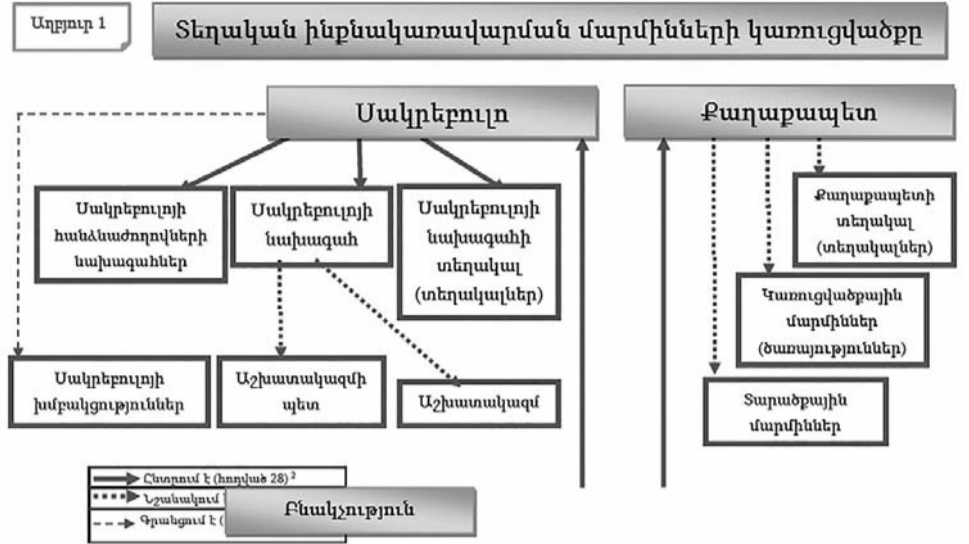 Աղբյուր 1
Տեղական ինքնակառավարման մարմինների կառուցվածքը
Սակրեբուլո
Քաղաքապետ
Սակրեբուլոյի
հանձնաժողովների
նախագահներ
Սակրեբուլոյի
նախագահ
Սակրեբուլոյի
նախագահի
տեղակալ
(տեղակալներ)
Քաղաքապետի
տեղակալ
(տեղակալներ)
Կառուցվածքային
մարմիններ
(ծառայություններ)
Տարածքային
մարմիններ
Սակրեբուլոյի
խմբակցություններ
Աշխատակազմի
պետ
Աշխատակազմ
Ընտրում է (հոդված 28) 2
Նշանակում
Գրանցում է (
Բնակչություն